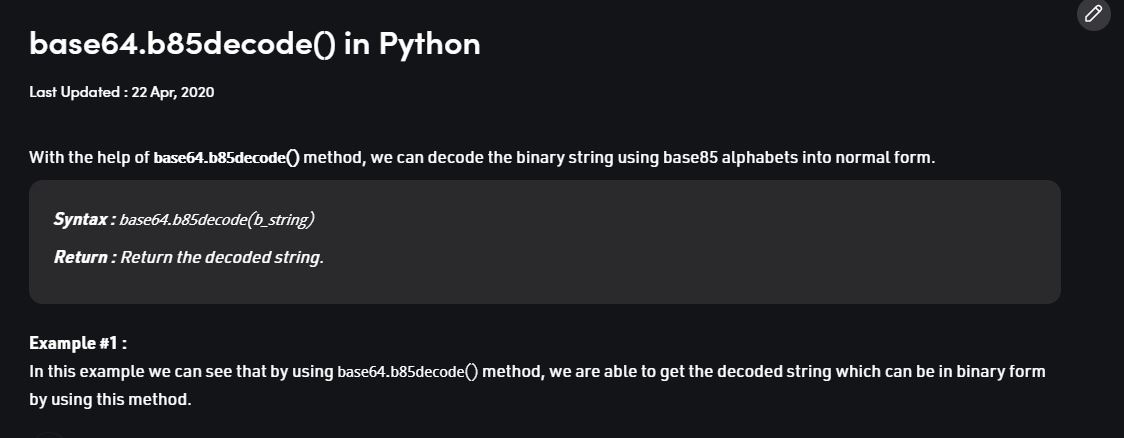 base64.b85decode() in Python
Last Updated : 22 Apr, 2020
With the help of base64.b85decode() method, we can decode the binary string using base85 alphabets into normal form.
Syntax : base64.b85decode(b_string)
Return : Return the decoded string.
Example #1 :
In this example we can see that by using base64.b85decode() method, we are able to get the decoded string which can be in binary form
by using this method.